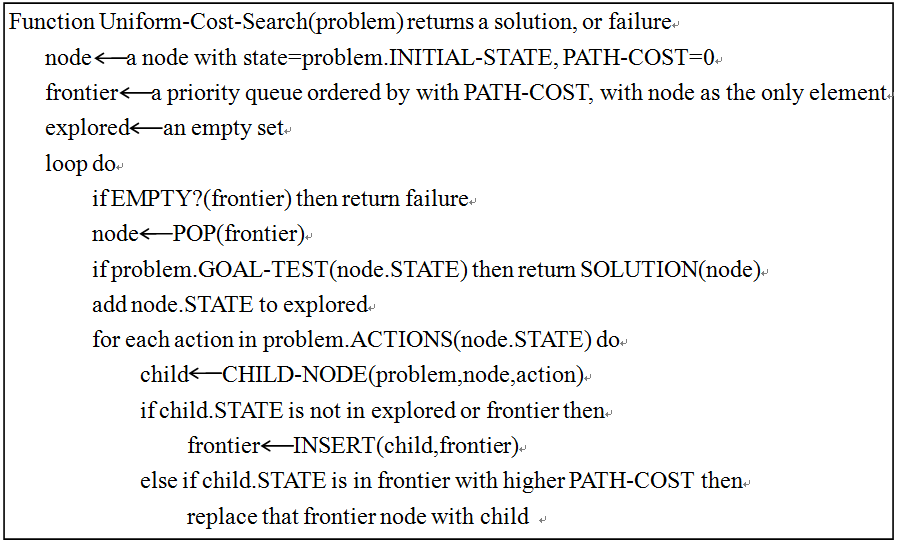 Function Uniform-Cost-Search(problem) returns a solution, or failure
node←a node with state=problem.INITIAL-STATE, PATH-COST=0
frontier←a priority queue ordered by with PATH-COST, with node as the only element
explored←an empty set
loop do
if EMPTY?(frontier) then return failure
node←POP(frontier)
if problem.GOAL-TEST(node.STATE) then return SOLUTION(node)
add node.STATE to explored
for each action in problem.ACTIONS(node.STATE) do
child←CHILD-NODE(problem,node,action)
if child.STATE is not in explored or frontier then
frontier←INSERT(child,frontier)
else if child.STATE is in frontier with higher PATH-COST then
replace that frontier node with child